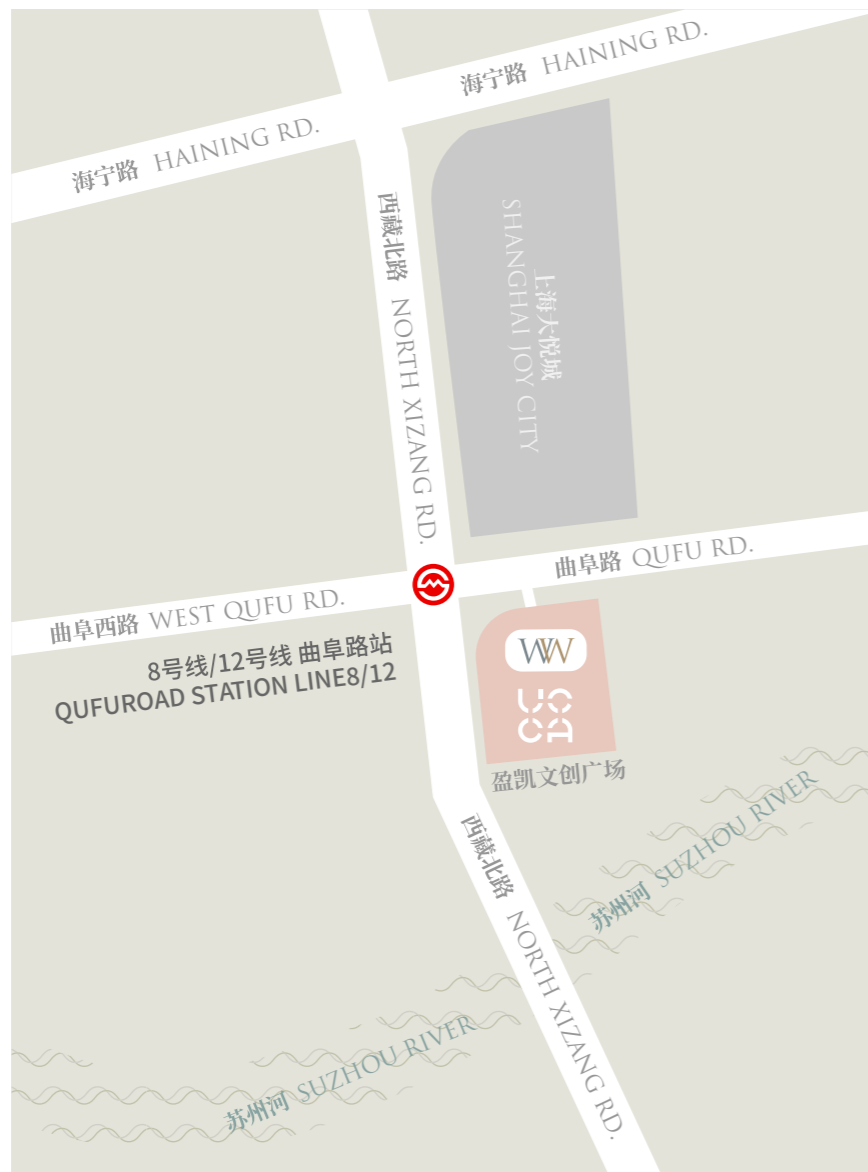 海宁路 HAINING RD.
海宁路 HAINING RD.
西藏北路 NORTH XIZANG RD.
上海大悦城
SHANGHAI JOY CITY
曲阜路 QUFU RD.
曲阜西路 WEST QUFU RD.
8号线/12号线 曲阜路站
QUFUROAD STATION LINE8/12
WW
UOCA
盈凯文创广场
苏州河 SUZHOU RIVER
西藏北路 NORTH XIZANG RD.
苏州河 SUZHOU RIVER